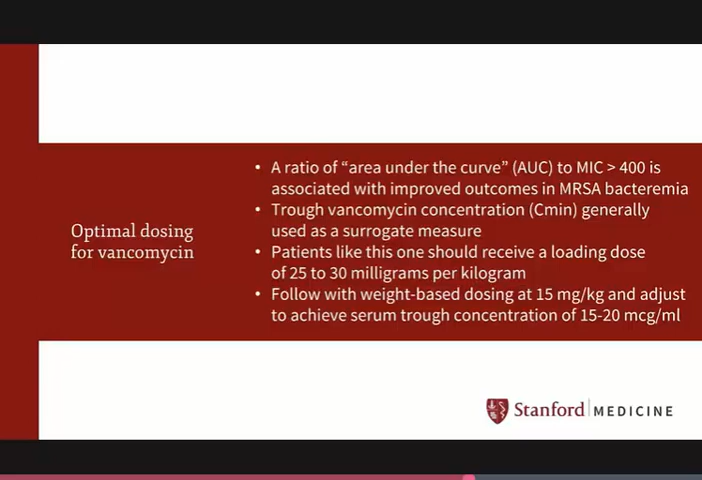 Optimal dosing
for vancomycin
• A ratio of “area under the curve” (AUC) to MIC > 400 is
associated with improved outcomes in MRSA bacteremia
• Trough vancomycin concentration (Cmin) generally
used as a surrogate measure
• Patients like this one should receive a loading dose
of 25 to 30 milligrams per kilogram
• Follow with weight-based dosing at 15 mg/kg and adjust
to achieve serum trough concentration of 15-20 mcg/ml
Stanford MEDICINE